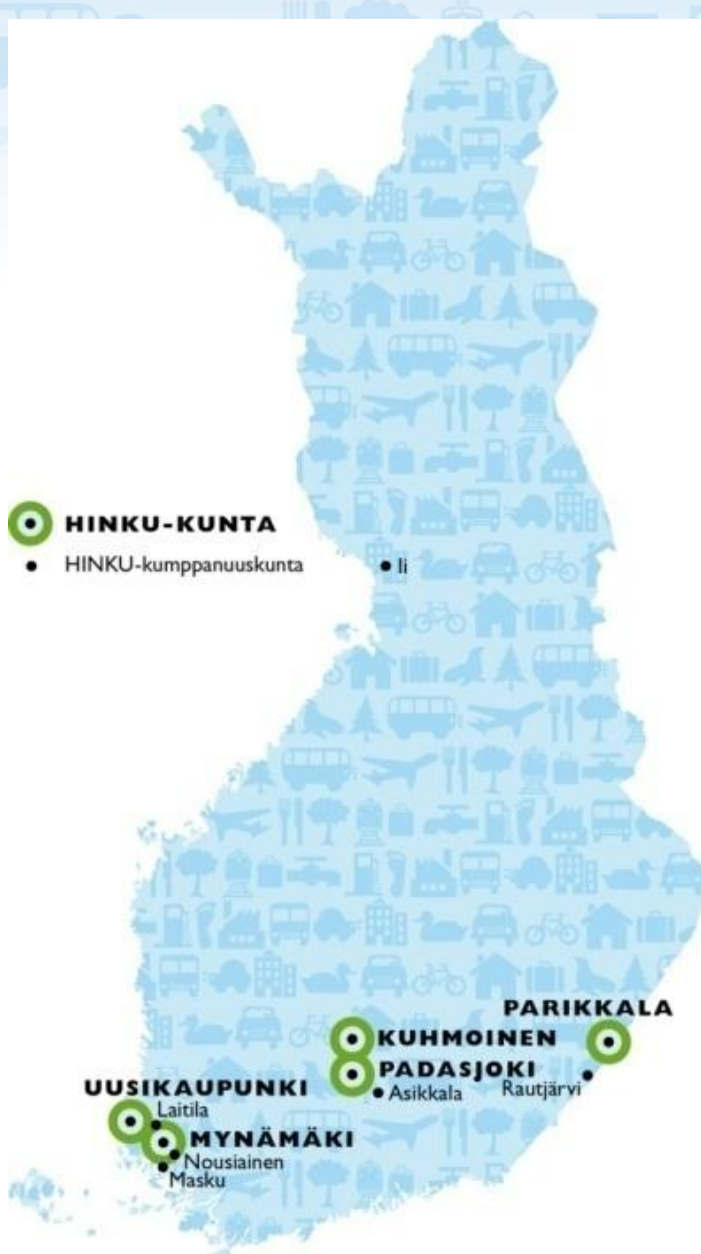 HINKU-KUNTA
HINKU-kumppanuuskunta
Ii
PARIKKALA
KUHMOINEN
PADASJOKI
Asikkala
Rautjärvi
UUSIKAUPUNKI
Laitila
MYNÄMÄKI
Nousiainen
Masku